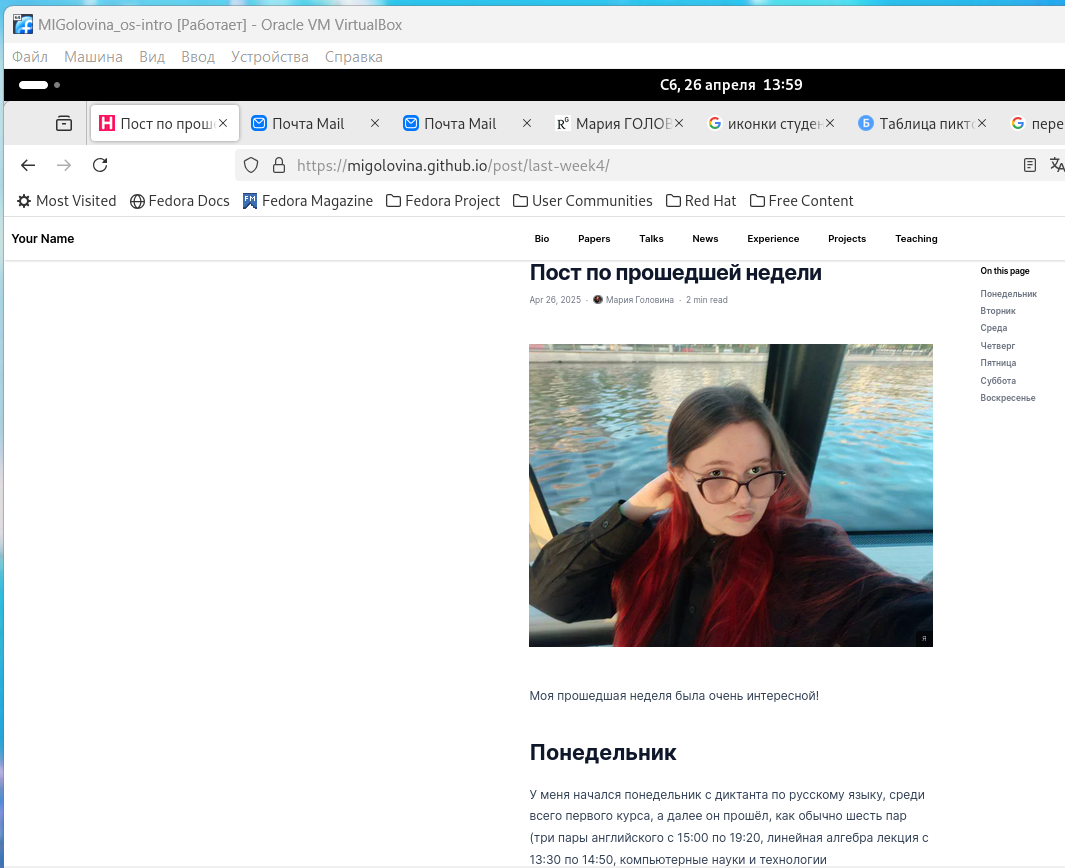 MIGolovina_os-intro [Работает] - Oracle VM VirtualBox
Файл Машина Вид Ввод Устройства Справка
Сб, 26 апреля 13:59
Пост по прош Почта Mail Почта Mail Мария ГОЛОВ иконки студен Таблица пикто пере
https://migolovina.github.io/post/last-week4/
Most Visited Fedora Docs Fedora Magazine Fedora Project User Communities Red Hat Free Content
Your Name Bio Papers Talks News Experience Projects Teaching
Пост по прошедшей недели
Apr 26, 2025 · Мария Головина · 2 min read
On this page
Понедельник
Вторник
Среда
Четверг
Пятница
Суббота
Воскресенье
Я
Моя прошедшая неделя была очень интересной!
Понедельник
У меня начался понедельник с диктанта по русскому языку, среди
всего первого курса, а далее он прошёл, как обычно шесть пар
(три пары английского с 15:00 по 19:20, линейная алгебра лекция с
13:30 по 14:50, компьютерные науки и технологии